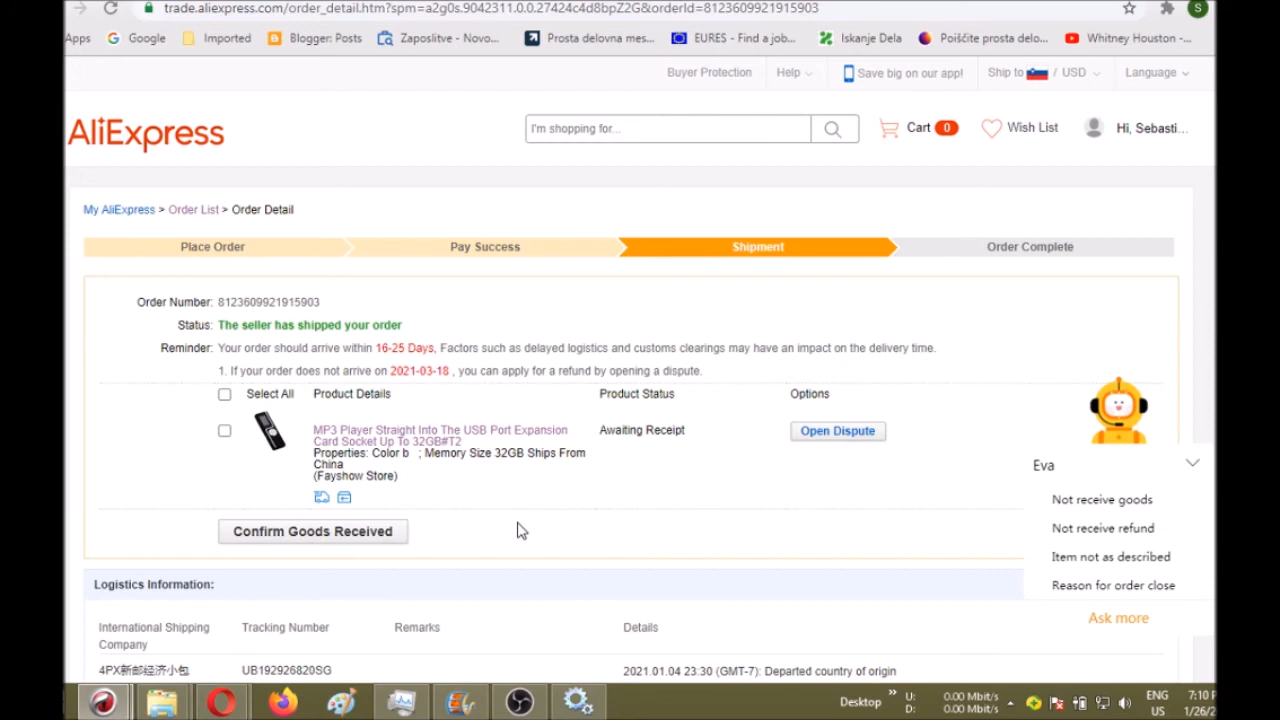 trade.aliexpress.com/order_detail.htm?spm=a2g0s.9042311.0.0.27424c4d8bpZ2G&orderId=8123609921915903
S
Apps Google Imported Blogger: Posts Zaposlitve - Novo... Prosta delovna mes... EURES - Find a job... Iskanje Dela Poiščite prosta delo... Whitney Houston -...
Buyer Protection Help Save big on our app! Ship to / USD Language
AliExpress I'm shopping for... Cart 0 Wish List Hi, Sebasti...
My AliExpress > Order List > Order Detail
Place Order Pay Success Shipment Order Complete
Order Number: 8123609921915903
Status: The seller has shipped your order
Reminder: Your order should arrive within 16-25 Days, Factors such as delayed logistics and customs clearings may have an impact on the delivery time.
1. If your order does not arrive on 2021-03-18 , you can apply for a refund by opening a dispute.
Select All Product Details Product Status Options
MP3 Player Straight Into The USB Port Expansion Awaiting Receipt Open Dispute
Card Socket Up To 32GB#T2
Properties: Color b ; Memory Size 32GB Ships From
China
(Fayshow Store)
Confirm Goods Received
Eva
Not receive goods
Not receive refund
Item not as described
Reason for order close
Ask more
Logistics Information:
International Shipping Tracking Number Remarks Details
Company
4PX新邮经济小包 UB192926820SG 2021.01.04 23:30 (GMT-7): Departed country of origin
Desktop » U: 0.00 Mbit/s ENG 7:10
D: 0.00 Mbit/s US 1/26/2